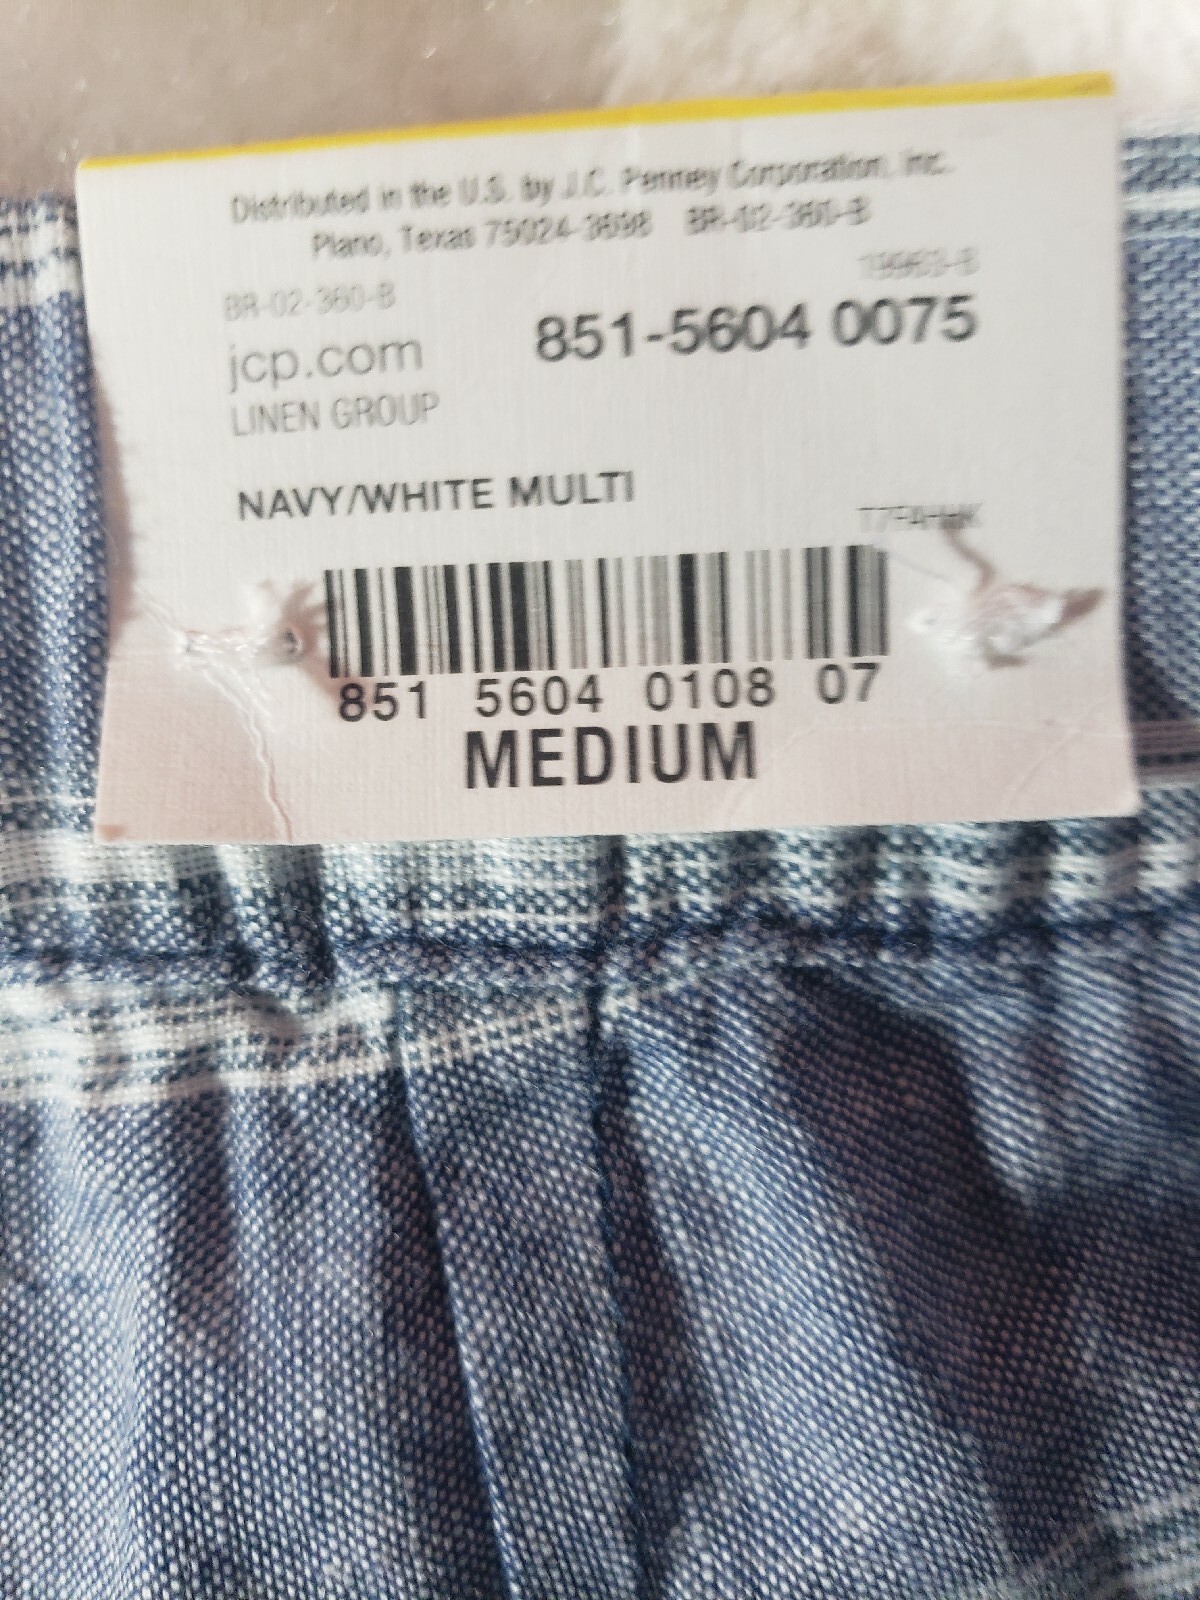 Distributed in the U.S. by J.C. Penney Corporation, Inc.
Plano, Texas 75024-3698 BR-02-360-B
BR-02-360-B
jcp.com 851-5604 0075
LINEN GROUP
NAVY/WHITE MULTI
851 5604 0108 07
MEDIUM